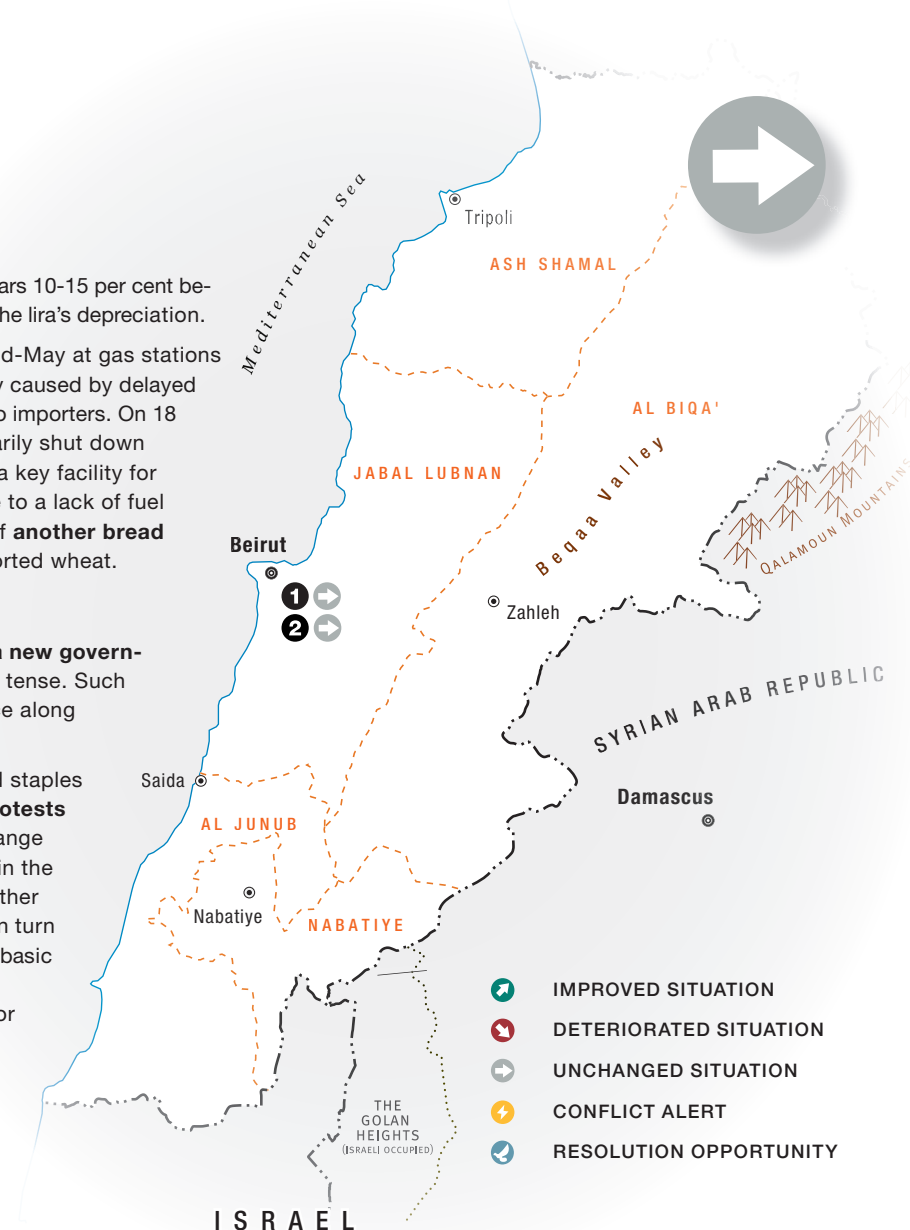 ars 10-15 per cent be-
he lira's depreciation.
d-May at gas stations
y caused by delayed
o importers. On 18
arily shut down
a key facility for
e to a lack of fuel
f another bread
orted wheat.
n new govern-
tense. Such
ce along
d staples
otests
ange
in the
ther
n turn
basic
or
Mediterranean Sea
Tripoli
ASH SHAMAL
AL BIQA'
JABAL LUBNAN
Beqaa Valley
QALAMOUN MOUNTAINS
Beirut
1
2
Zahleh
SYRIAN ARAB REPUBLIC
Saida
Damascus
AL JUNUB
Nabatiye
NABATIYE
THE
GOLAN
HEIGHTS
(ISRAELI OCCUPIED)
ISRAEL
IMPROVED SITUATION
DETERIORATED SITUATION
UNCHANGED SITUATION
CONFLICT ALERT
RESOLUTION OPPORTUNITY